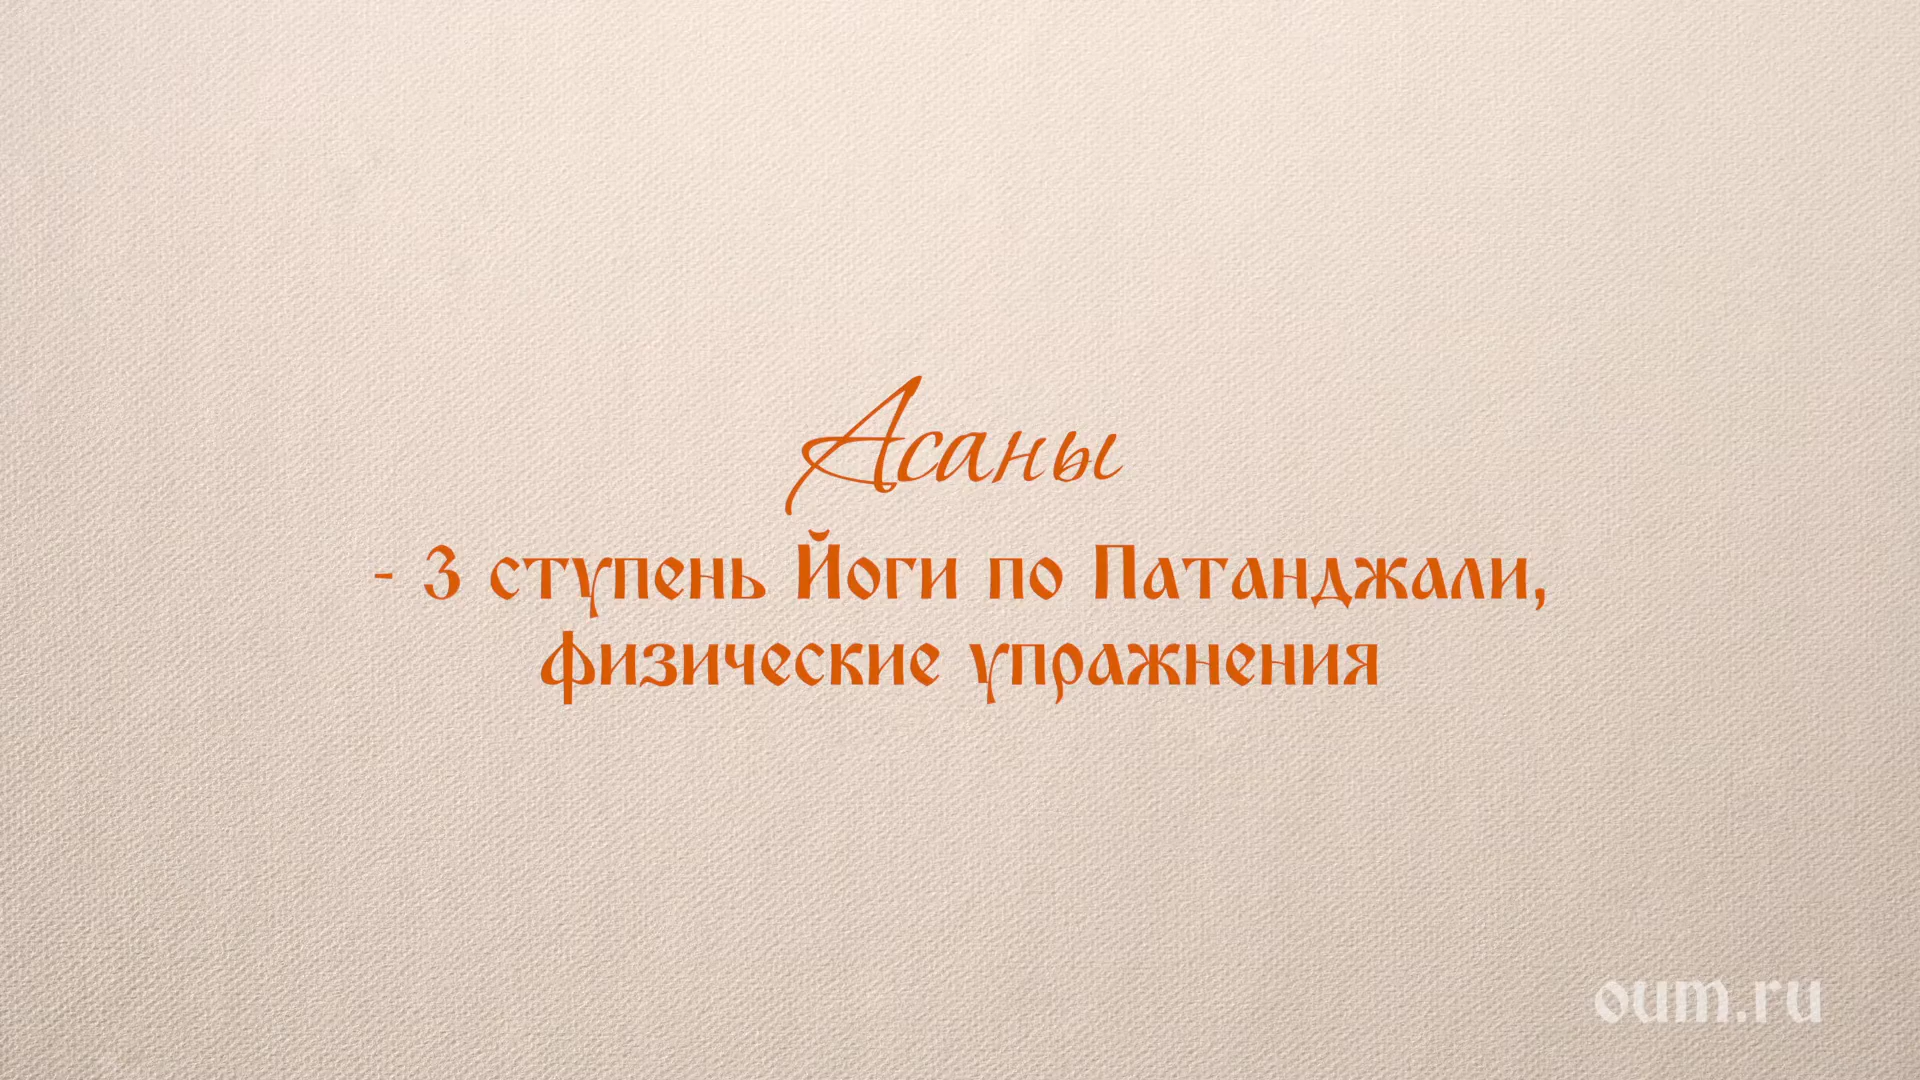 Асаны
- 3 ступень Йоги по Патанджали,
физические упражнения
oum.ru